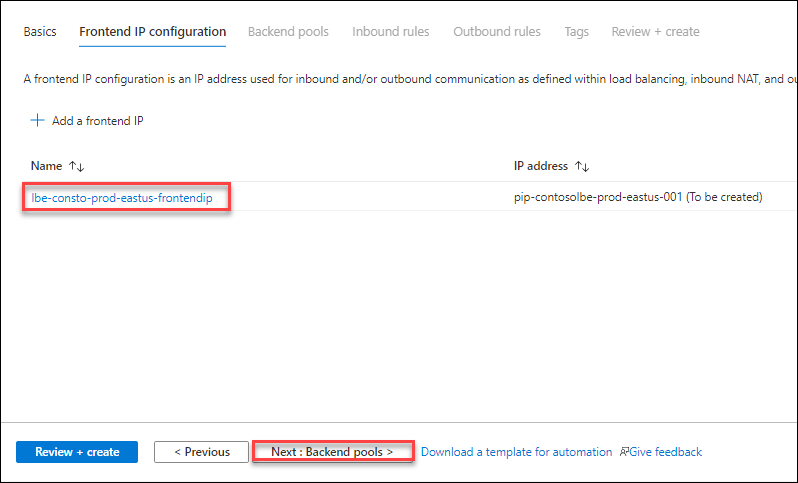 Basics Frontend IP configuration Backend pools Inbound rules Outbound rules Tags Review + create
A frontend IP configuration is an IP address used for inbound and/or outbound communication as defined within load balancing, inbound NAT, and ou
+ Add a frontend IP
Name ↑↓ IP address ↑↓
lbe-consto-prod-eastus-frontendip pip-contosolbe-prod-eastus-001 (To be created)
Review + create < Previous Next : Backend pools > Download a template for automation Give feedback